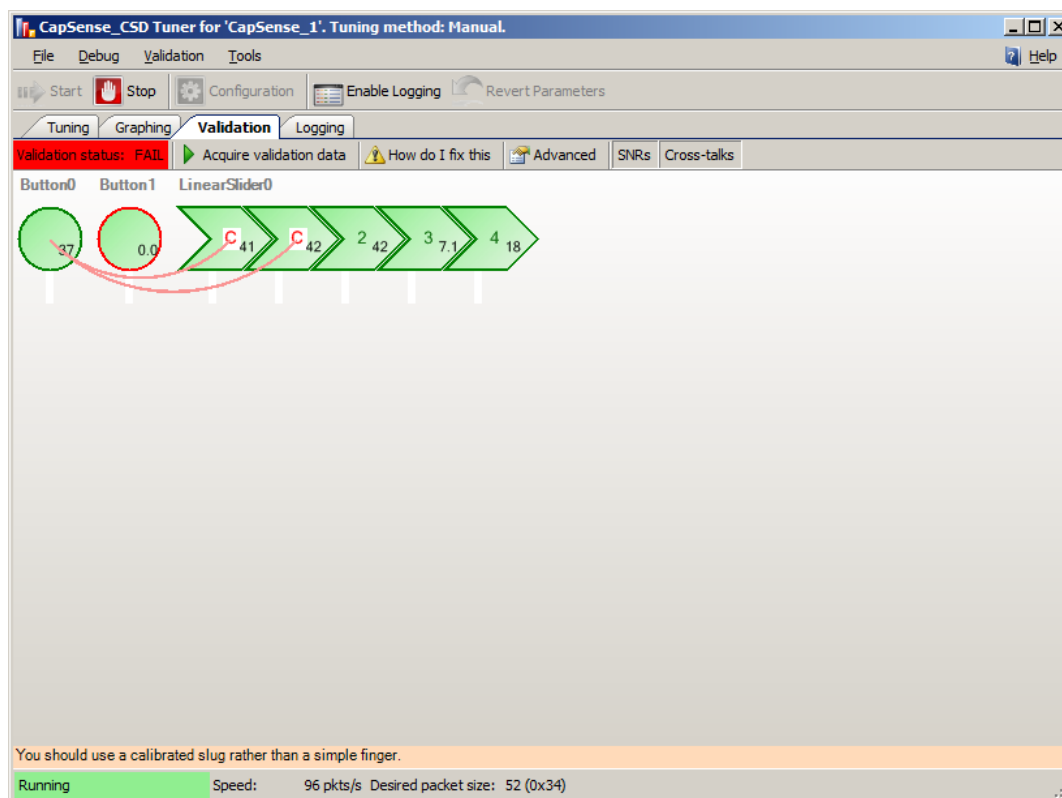 CapSense_CSD Tuner for 'CapSense_1'. Tuning method: Manual.
File Debug Validation Tools Help
Start Stop Configuration Enable Logging Revert Parameters
Tuning Graphing Validation Logging
Validation status: FAIL Acquire validation data How do I fix this Advanced SNRs Cross-talks
Button0 Button1 LinearSlider0
37 0.0 C 41 C 42 2 42 3 7.1 4 18
You should use a calibrated slug rather than a simple finger.
Running Speed: 96 pkts/s Desired packet size: 52 (0x34)